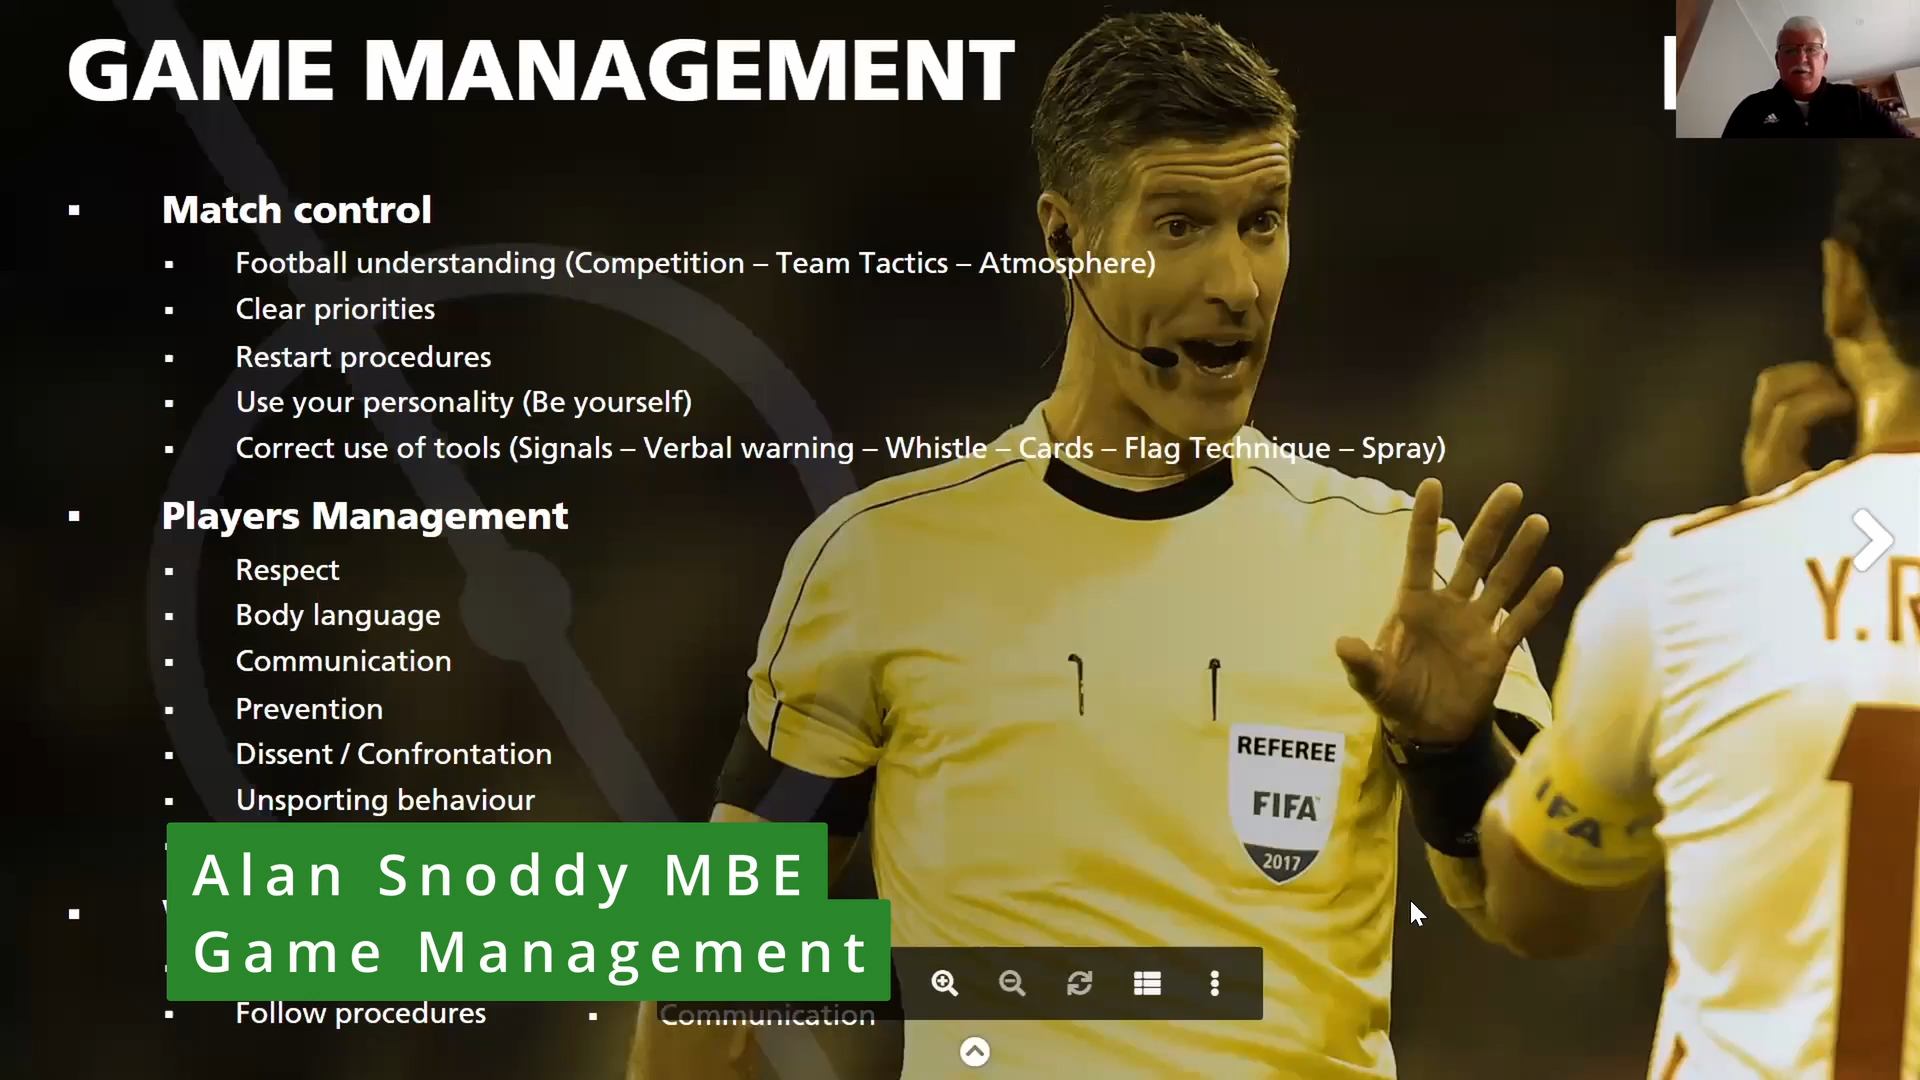 GAME MANAGEMENT
Match control
Football understanding (Competition – Team Tactics – Atmosphere)
Clear priorities
Restart procedures
Use your personality (Be yourself)
Correct use of tools (Signals – Verbal warning – Whistle – Cards – Flag Technique – Spray)
Players Management
Respect
Body language
Communication
Prevention
Dissent / Confrontation
Unsporting behaviour
Alan Snoddy MBE
Game Management
Follow procedures
Communication
REFEREE
FIFA
2017
Y.R
1